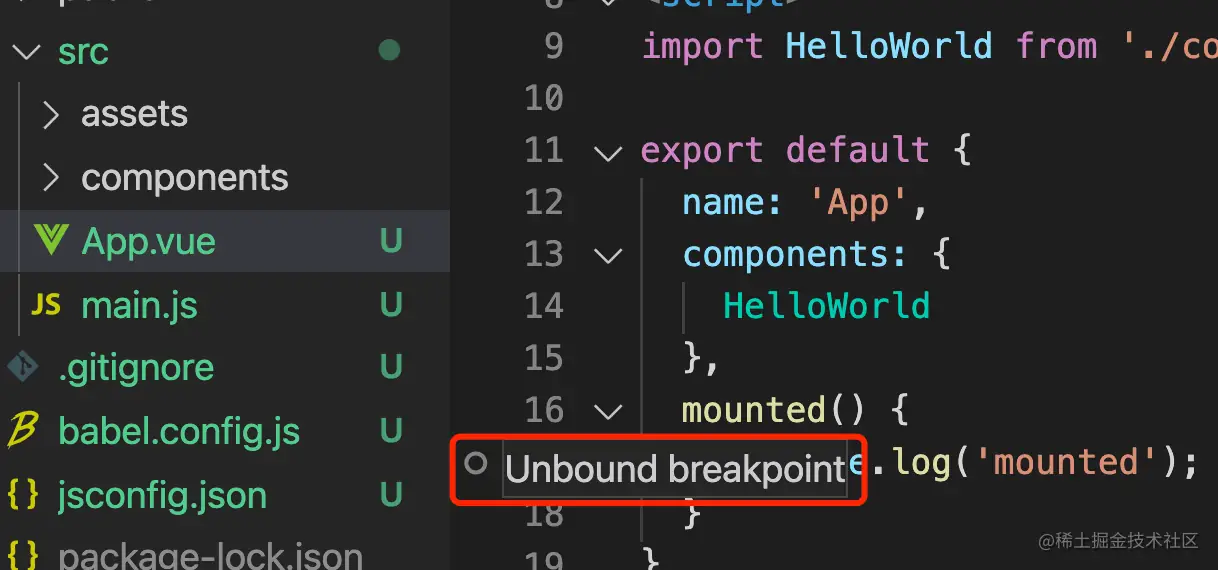 src
assets
components
App.vue U
main.js U
.gitignore U
babel.config.js U
jsconfig.json U
package-lock.json
8 <script>
9 import HelloWorld from './co
10
11 export default {
12 name: 'App',
13 components: {
14 HelloWorld
15 },
16 mounted() {
Unbound breakpoint e.log('mounted');
18 }
19 }
@稀土掘金技术社区